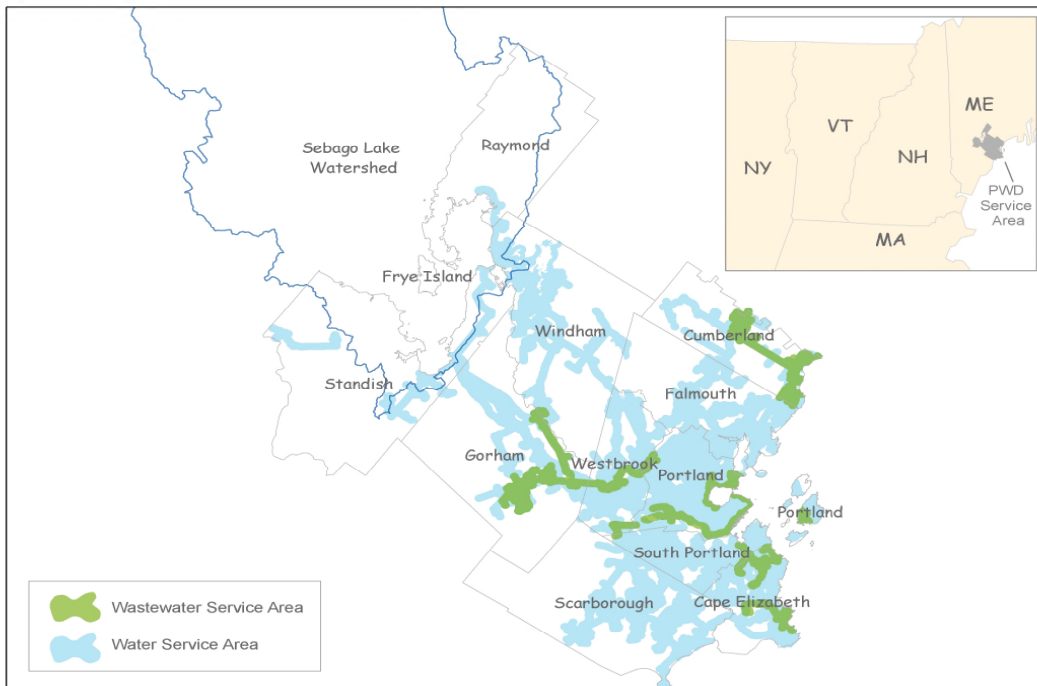 Sebago Lake
Watershed
Raymond
Frye Island
Standish
Windham
Cumberland
Falmouth
Gorham
Westbrook
Portland
Portland
South Portland
Scarborough
Cape Elizabeth
NY
VT
NH
ME
MA
PWD
Service
Area
Wastewater Service Area
Water Service Area